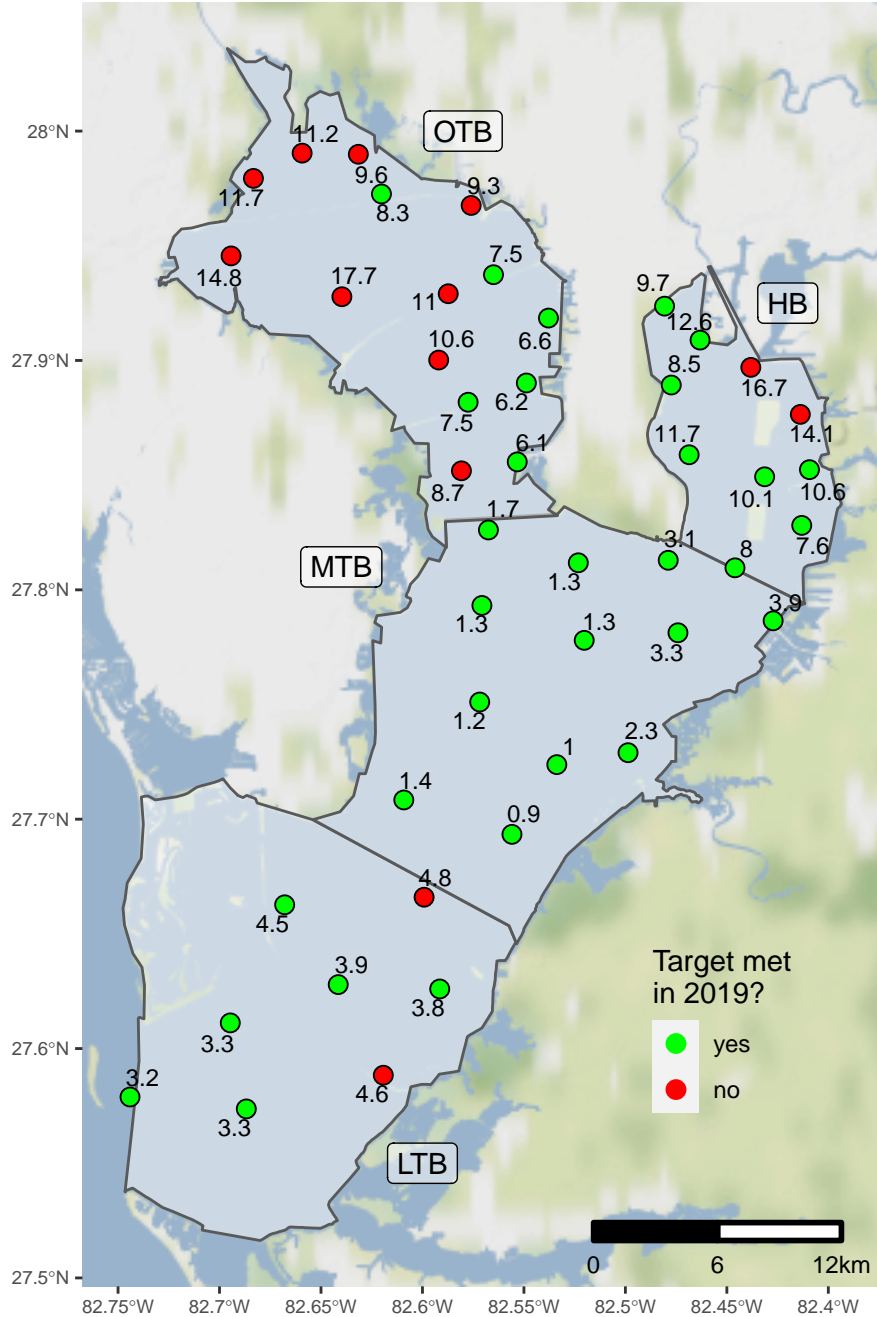 28°N
27.9°N
27.8°N
27.7°N
27.6°N
27.5°N
OTB
11.2
9.6
11.7
8.3
9.3
14.8
17.7
7.5
11
6.6
10.6
6.2
7.5
6.1
8.7
HB
9.7
12.6
8.5
16.7
14.1
11.7
10.1
10.6
7.6
8
MTB
1.7
1.3
3.1
3.9
1.3
1.3
3.3
1.2
2.3
1
1.4
0.9
4.8
4.5
3.9
3.8
3.3
3.2
3.3
4.6
LTB
Target met
in 2019?
yes
no
0 6 12km
82.75°W 82.7°W 82.65°W 82.6°W 82.55°W 82.5°W 82.45°W 82.4°W